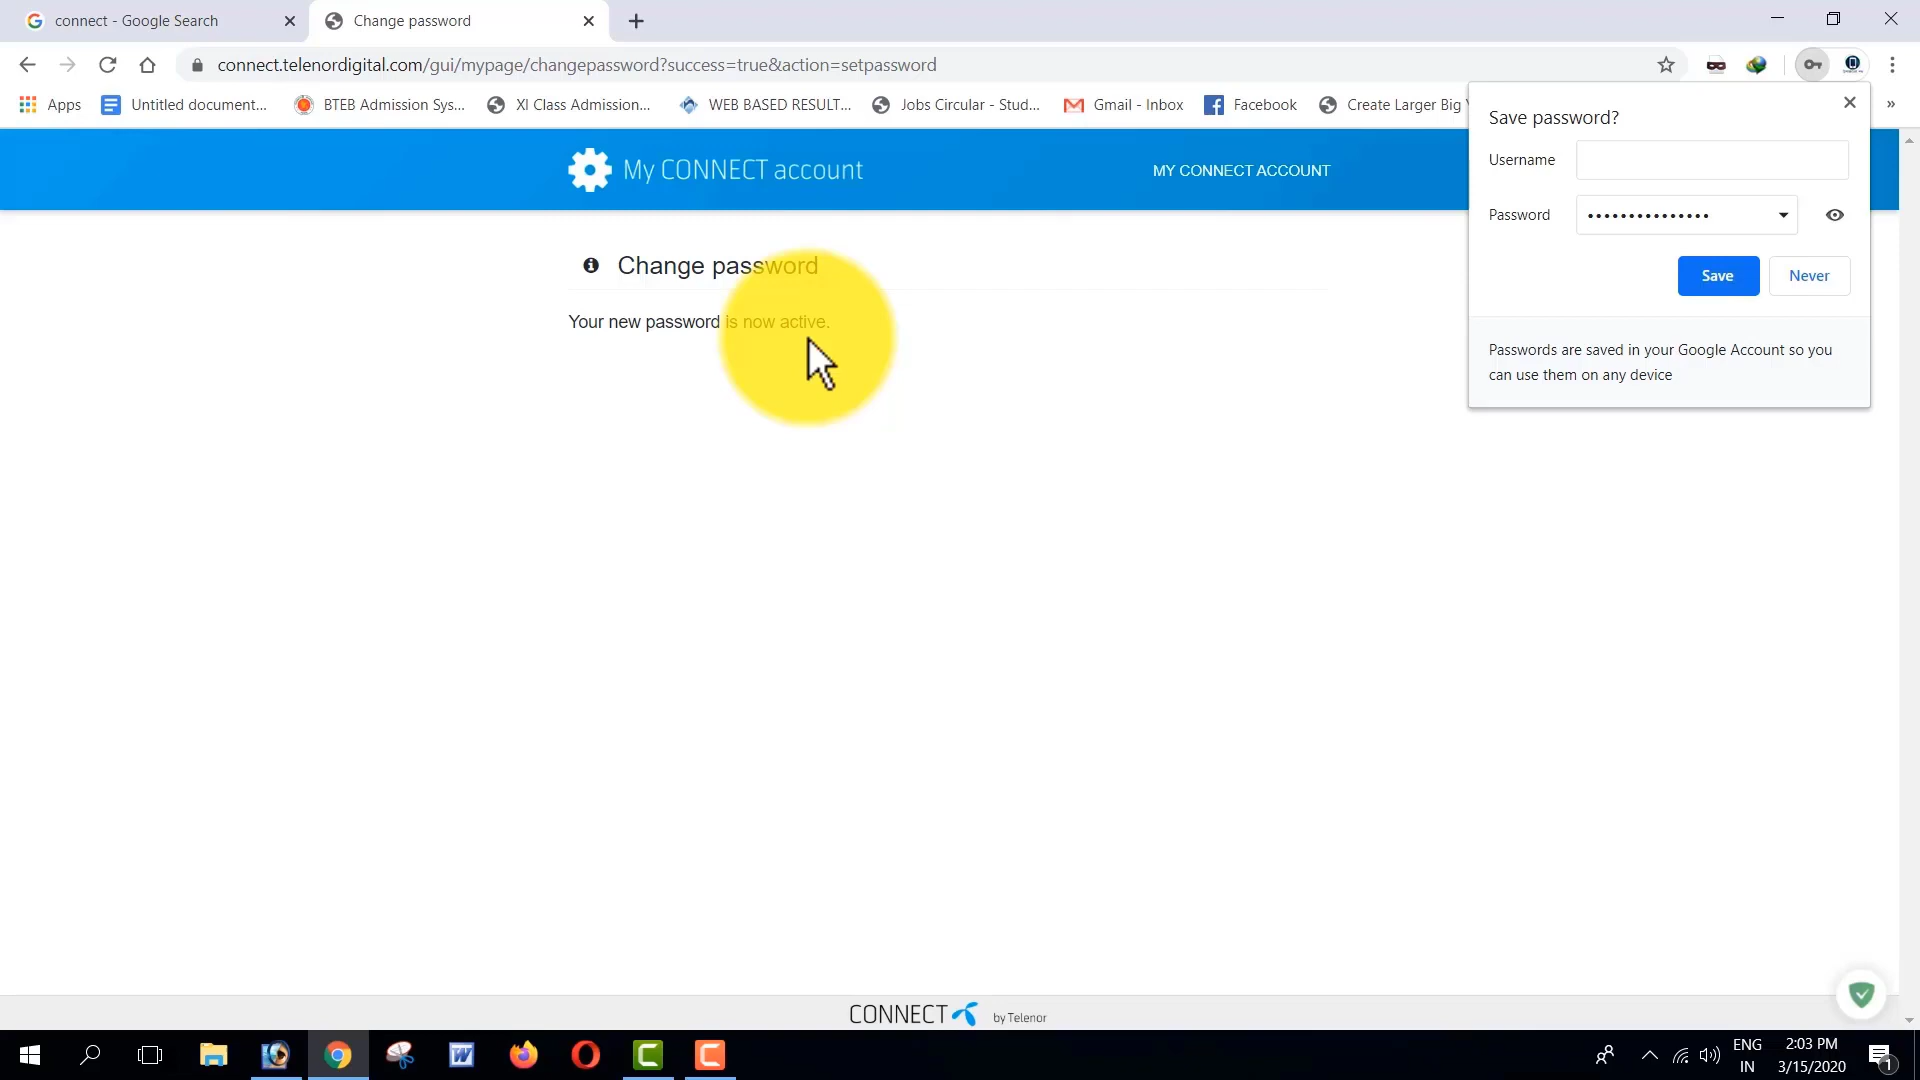 connect - Google Search
Change password
connect.telenordigital.com/gui/mypage/changepassword?success=true&action=setpassword
Apps
Untitled document...
BTEB Admission Sys...
XI Class Admission...
WEB BASED RESULT...
Jobs Circular - Stud...
Gmail - Inbox
Facebook
Create Larger Big
»
My CONNECT account
MY CONNECT ACCOUNT
Save password?
Username
Password
Save
Never
Passwords are saved in your Google Account so you
can use them on any device
Change password
Your new password is now active.
CONNECT by Telenor
ENG
IN
2:03 PM
3/15/2020
1